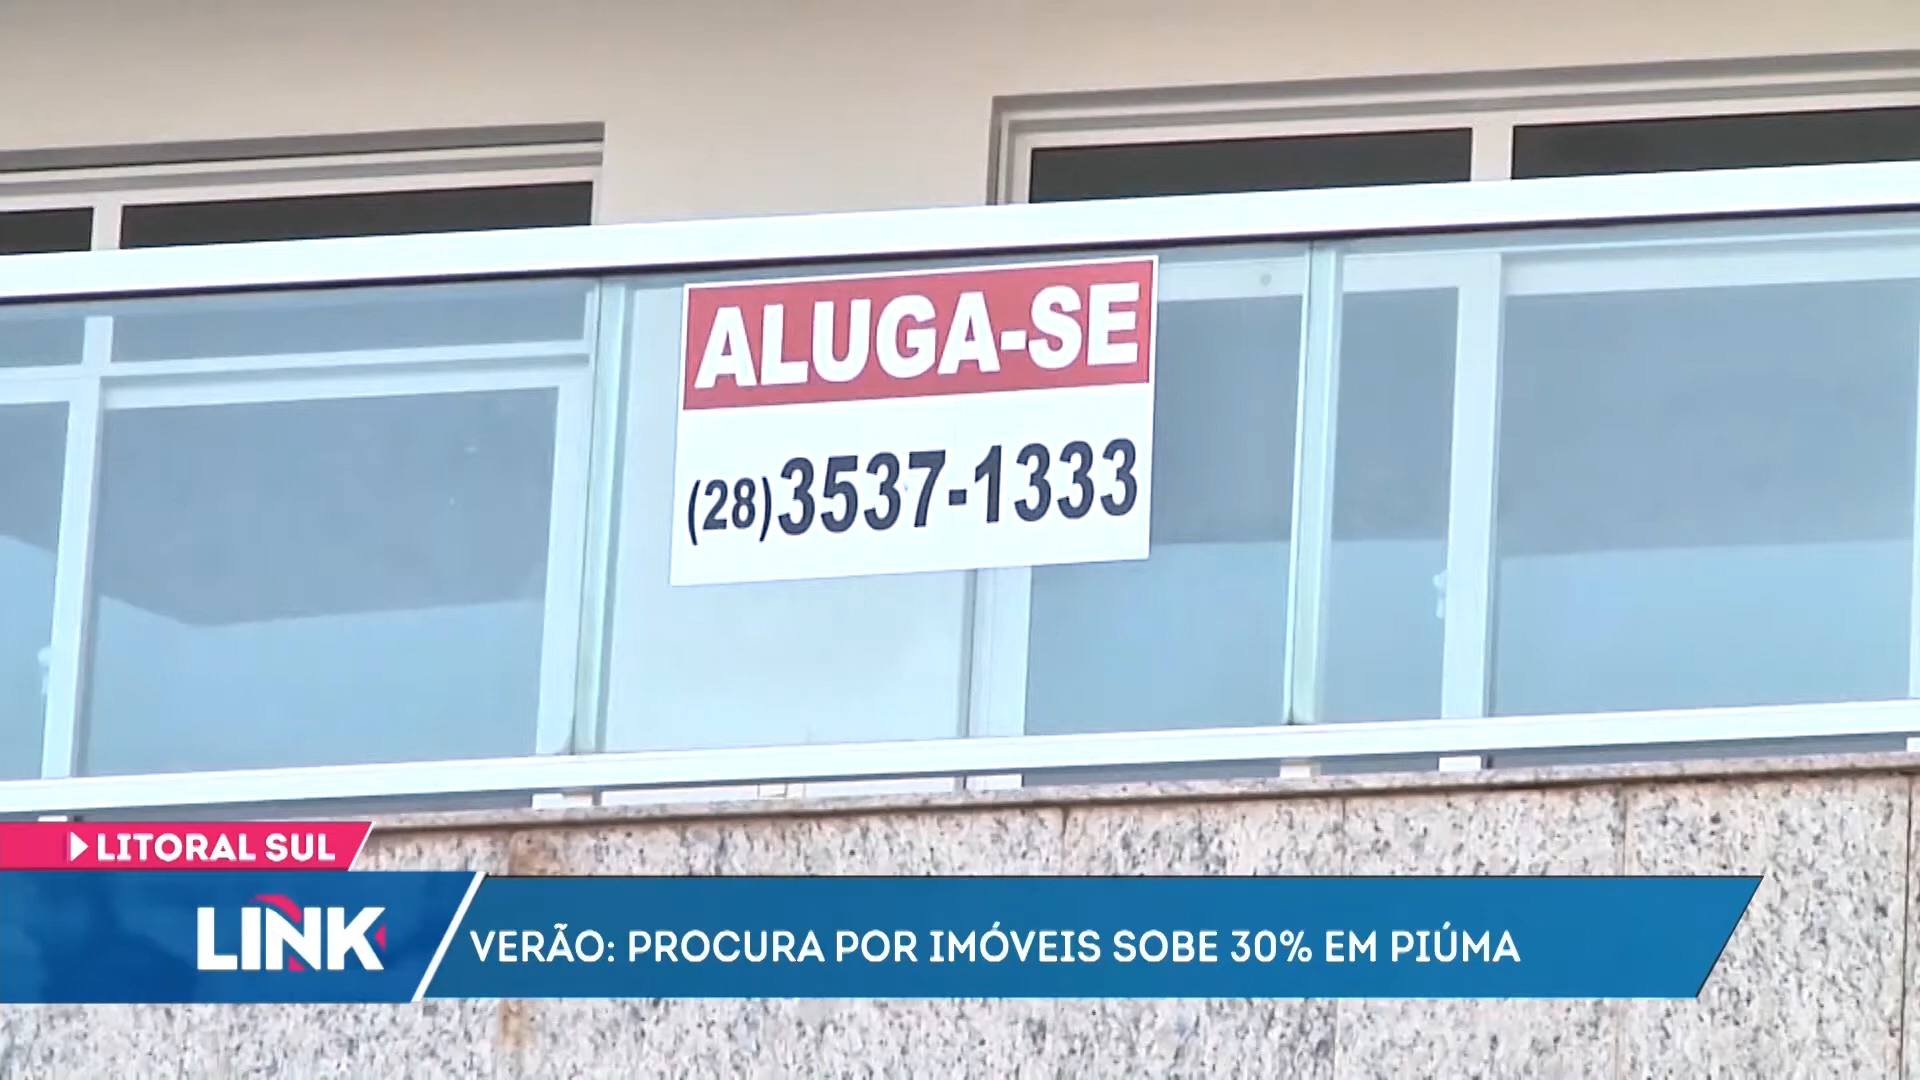 ALUGA-SE
(28)3537-1333
LITORAL SUL
LINK
VERÃO: PROCURA POR IMÓVEIS SOBE 30% EM PIÚMA